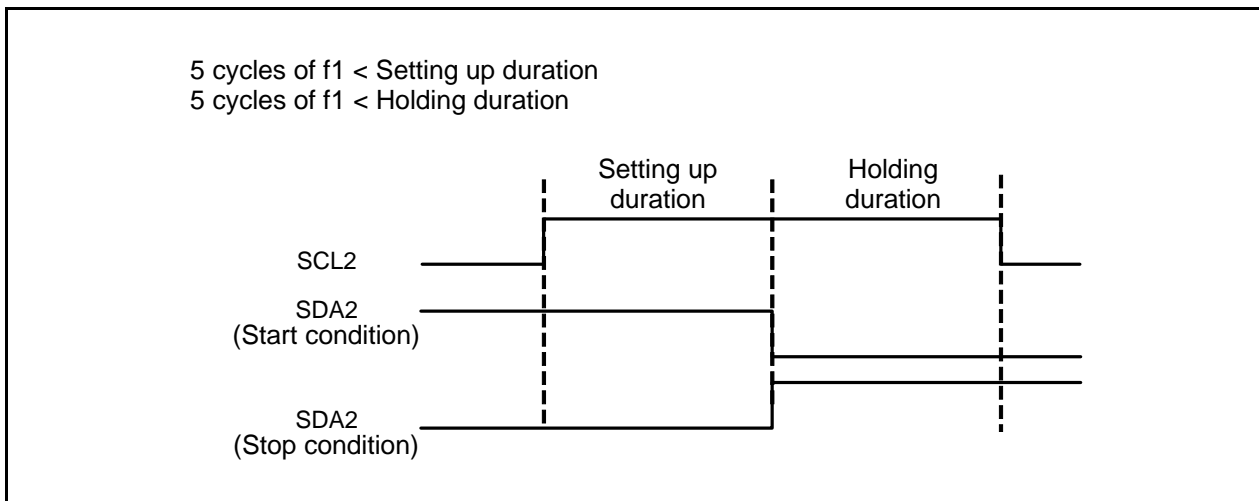 5 cycles of f1 < Setting up duration
5 cycles of f1 < Holding duration
Setting up
duration
Holding
duration
SCL2
SDA2
(Start condition)
SDA2
(Stop condition)